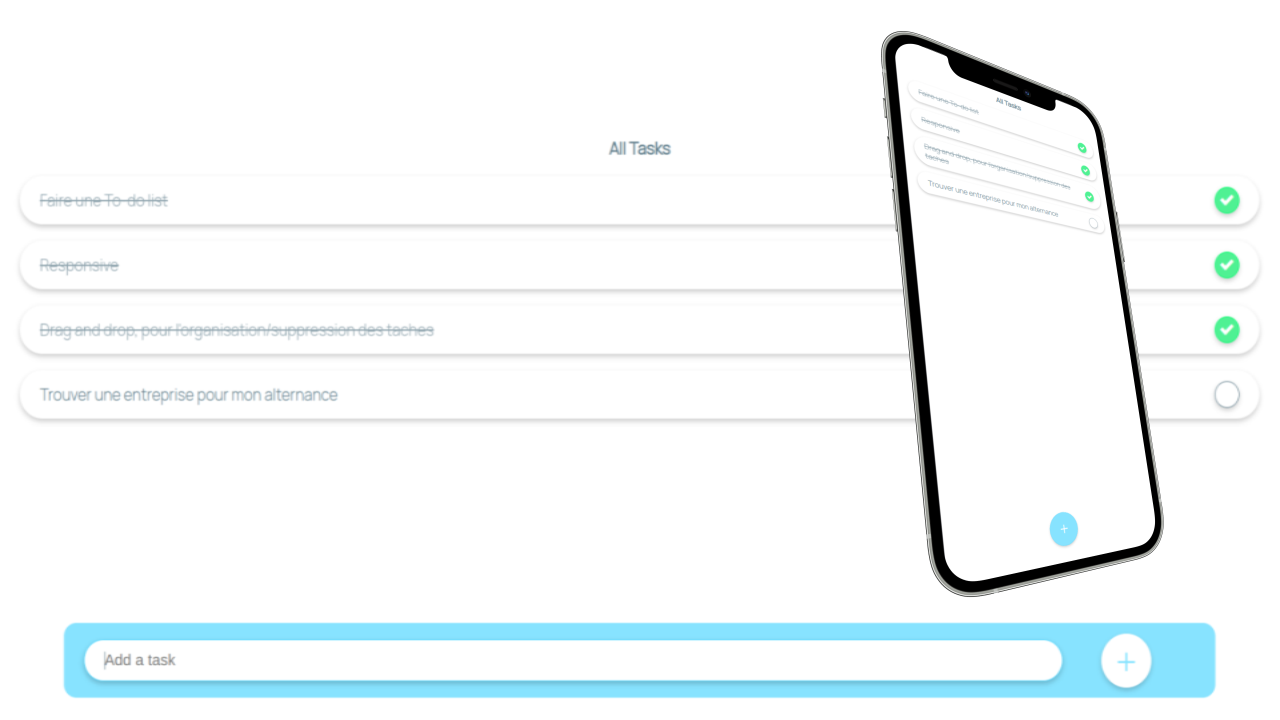 All Tasks
Faire une To-do list
Responsive
Drag and drop, pour l'organisation/suppression des taches
Trouver une entreprise pour mon alternance
Add a task
All Tasks
Faire une To-do list
Responsive
Drag and drop, pour l'organisation/suppression des
taches
Trouver une entreprise pour mon alternance